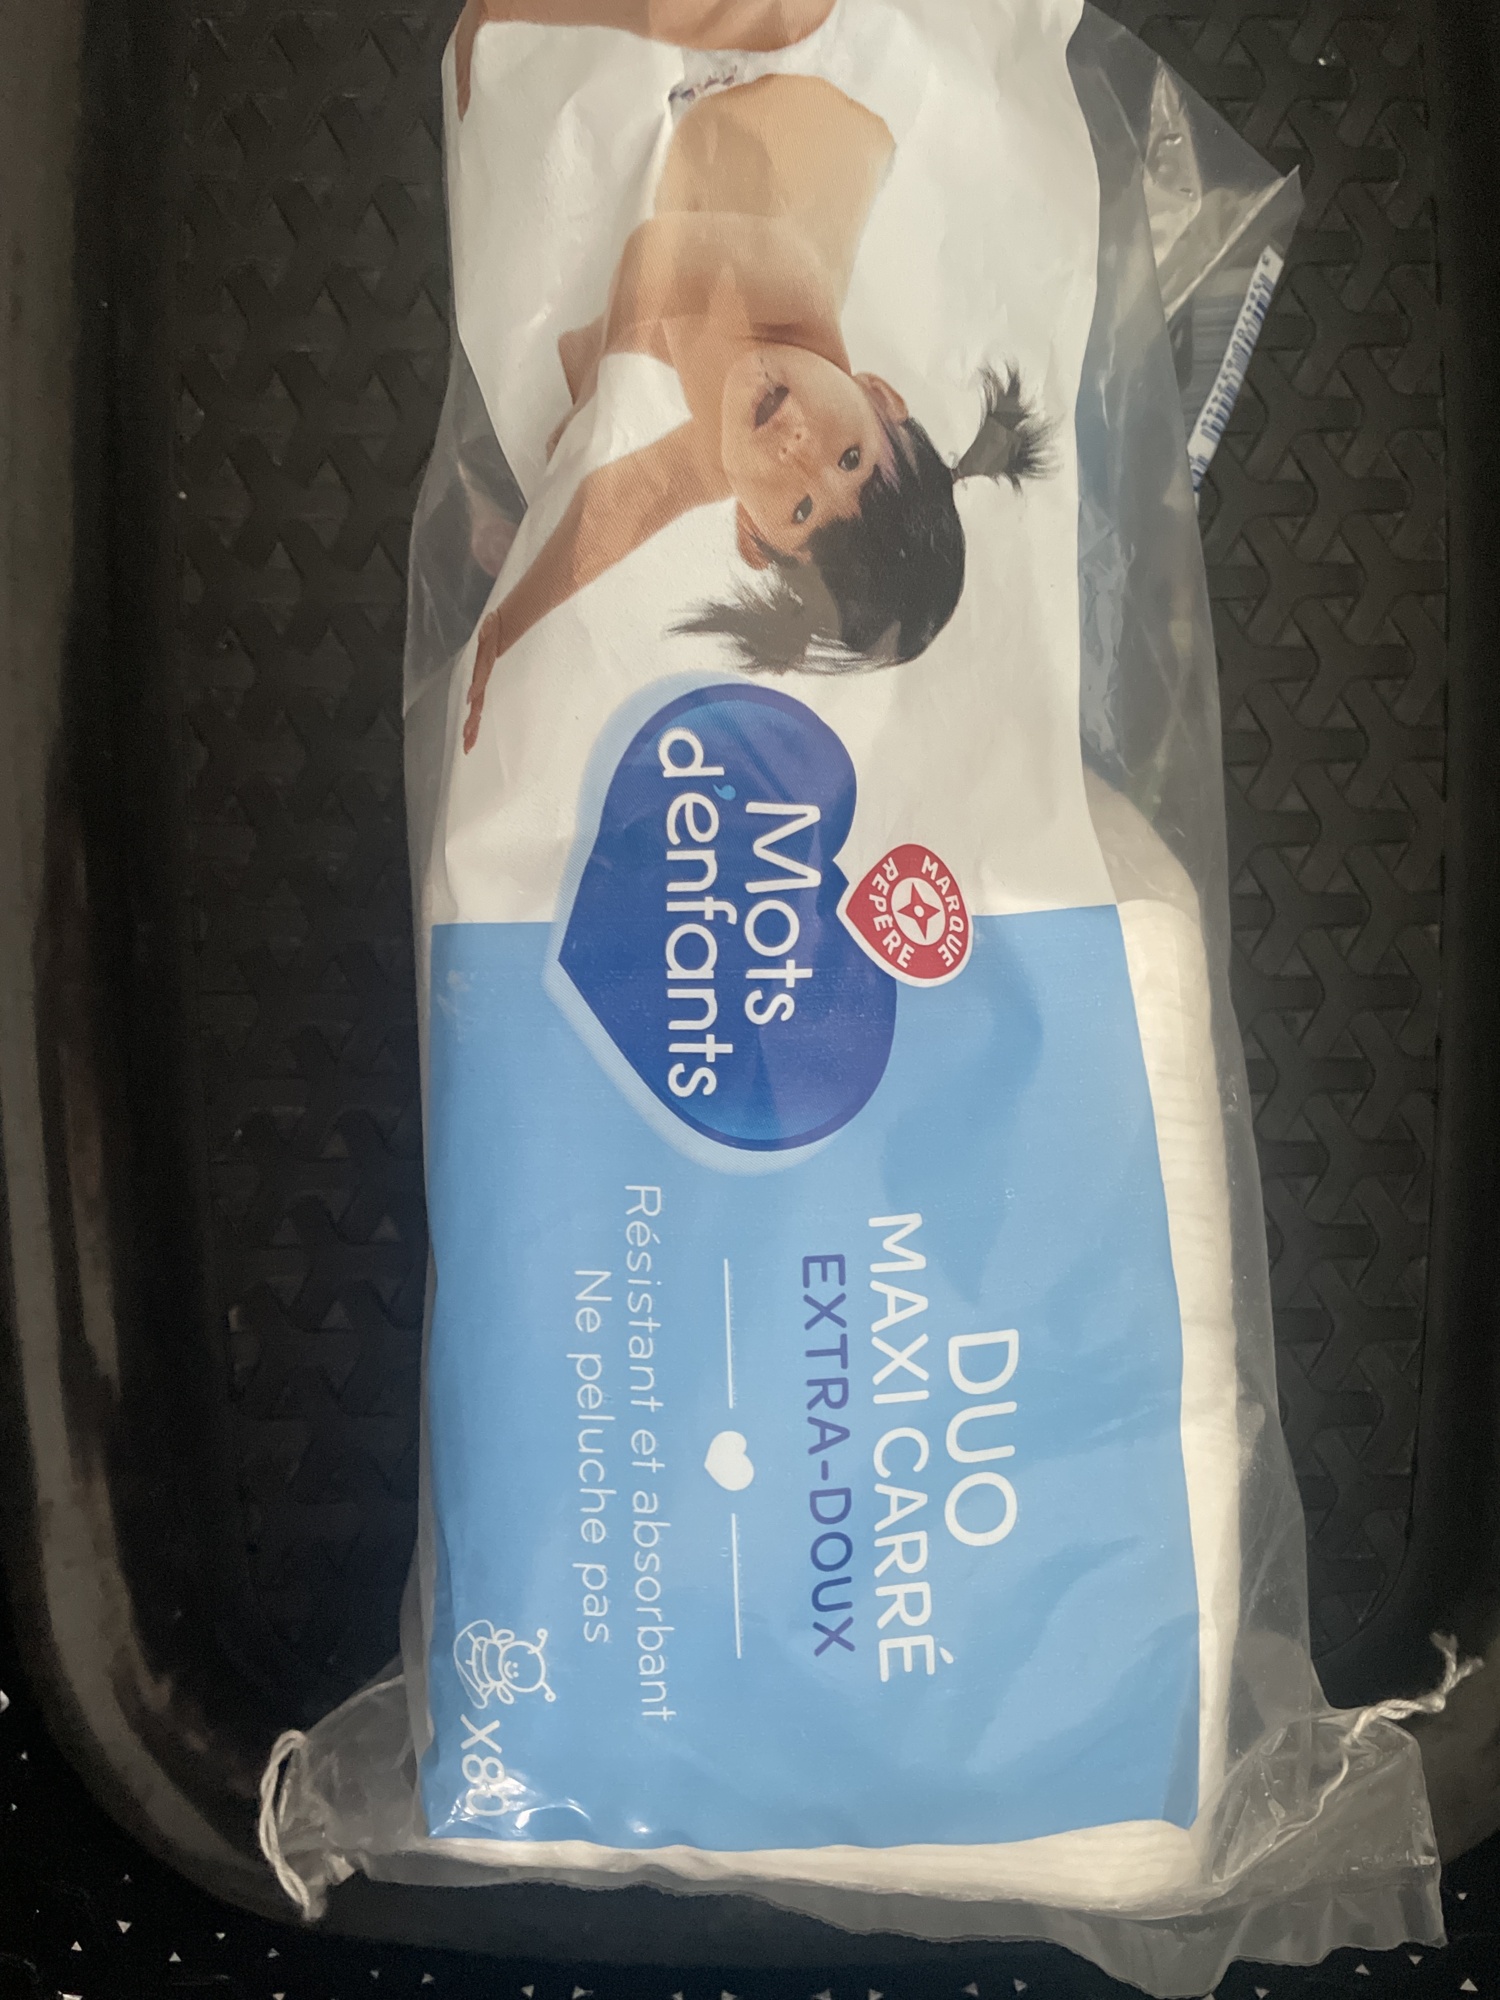 MARQUE
REPÈRE
Mots
d'enfants
DUO
MAXI CARRÉ
EXTRA-DOUX
Résistant et absorbant
Ne peluche pas
X80